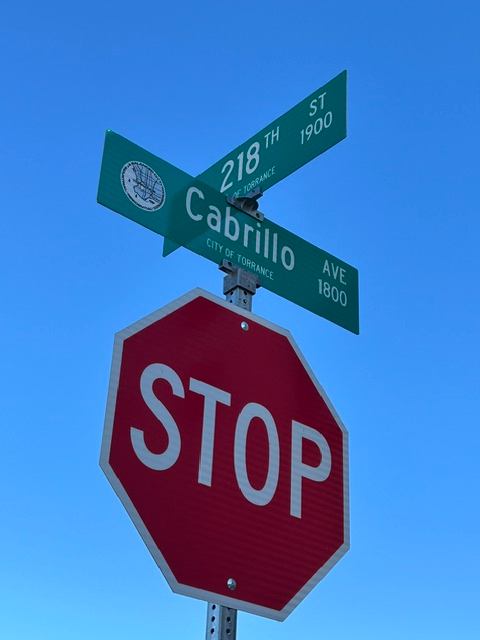 218TH ST
1900
OF TORRANCE
Cabrillo AVE
1800
CITY OF TORRANCE
STOP